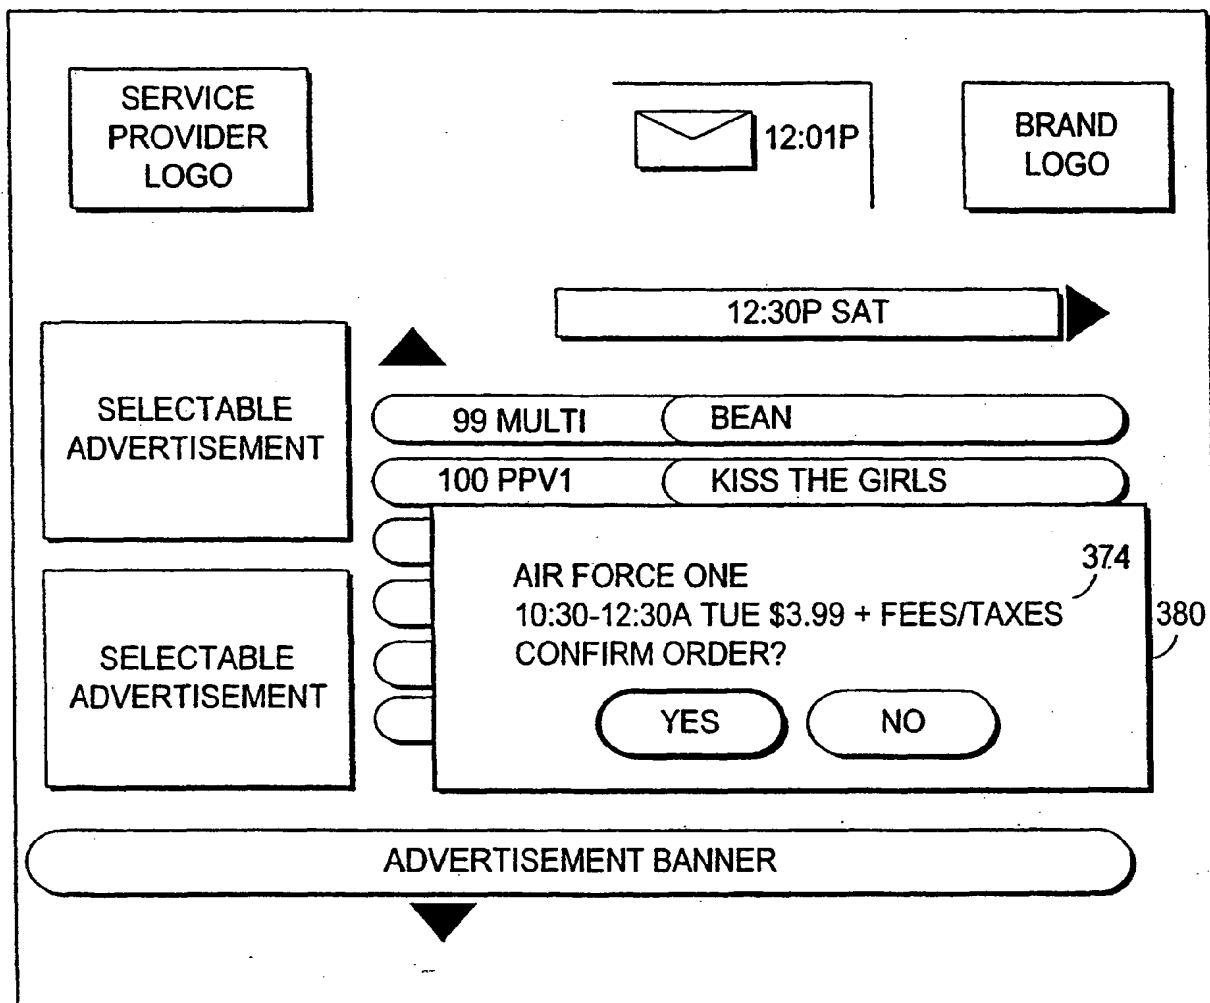 SERVICE
PROVIDER
LOGO
12:01P
BRAND
LOGO
12:30P SAT
SELECTABLE
ADVERTISEMENT
99 MULTI BEAN
100 PPV1 KISS THE GIRLS
374
AIR FORCE ONE
10:30-12:30A TUE $3.99 + FEES/TAXES
380
CONFIRM ORDER?
SELECTABLE
ADVERTISEMENT
YES NO
ADVERTISEMENT BANNER